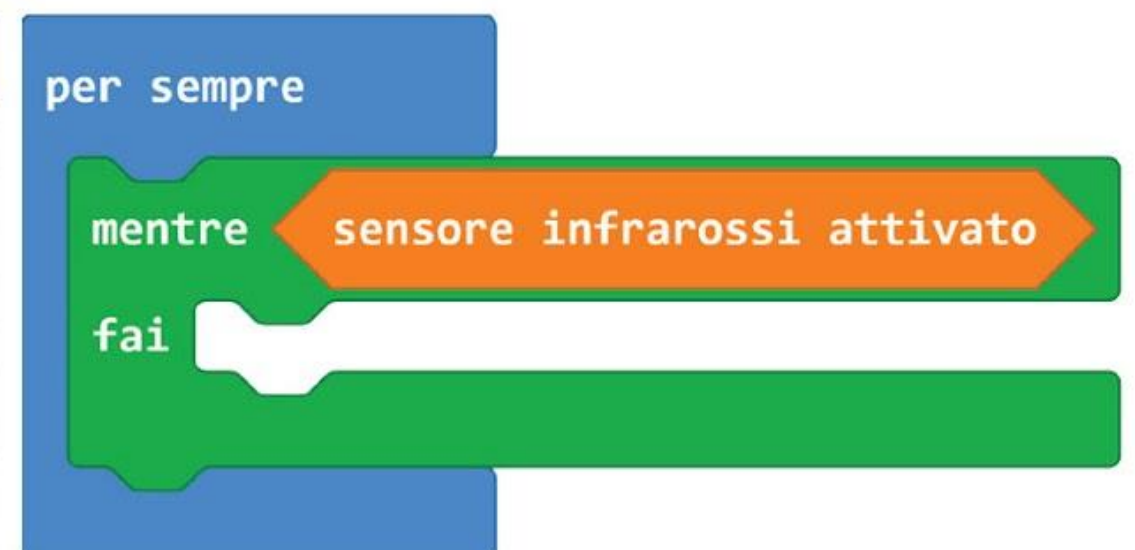 per sempre
mentre sensore infrarossi attivato
fai